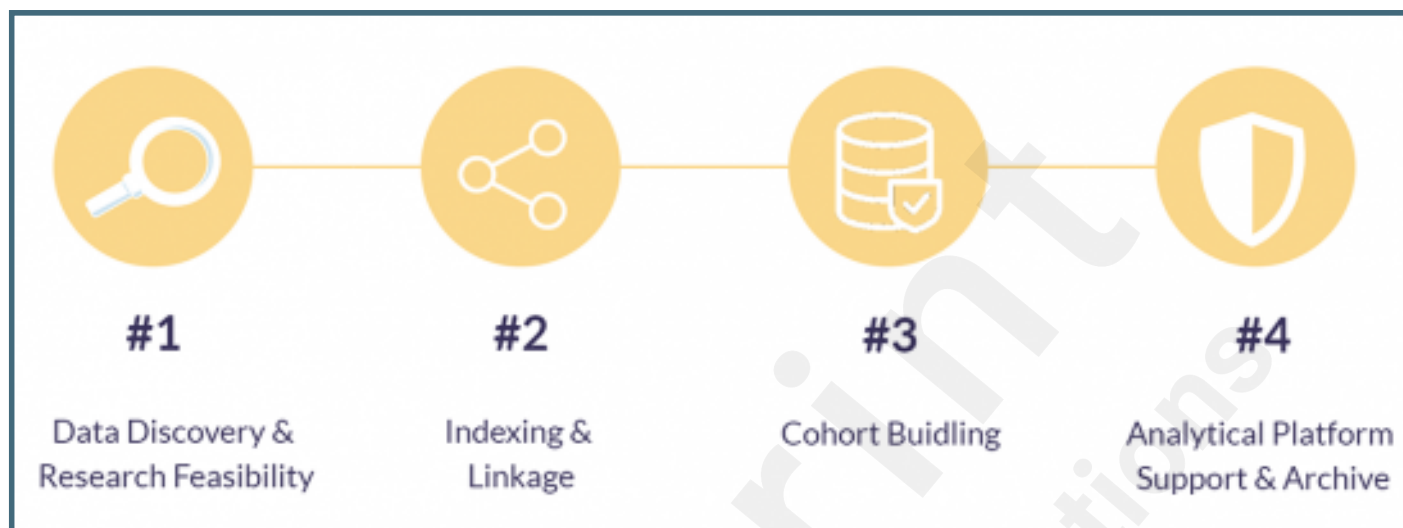 #1
#2
#3
#4
Data Discovery &
Research Feasibility
Indexing &
Linkage
Cohort Buidling
Analytical Platform
Support & Archive